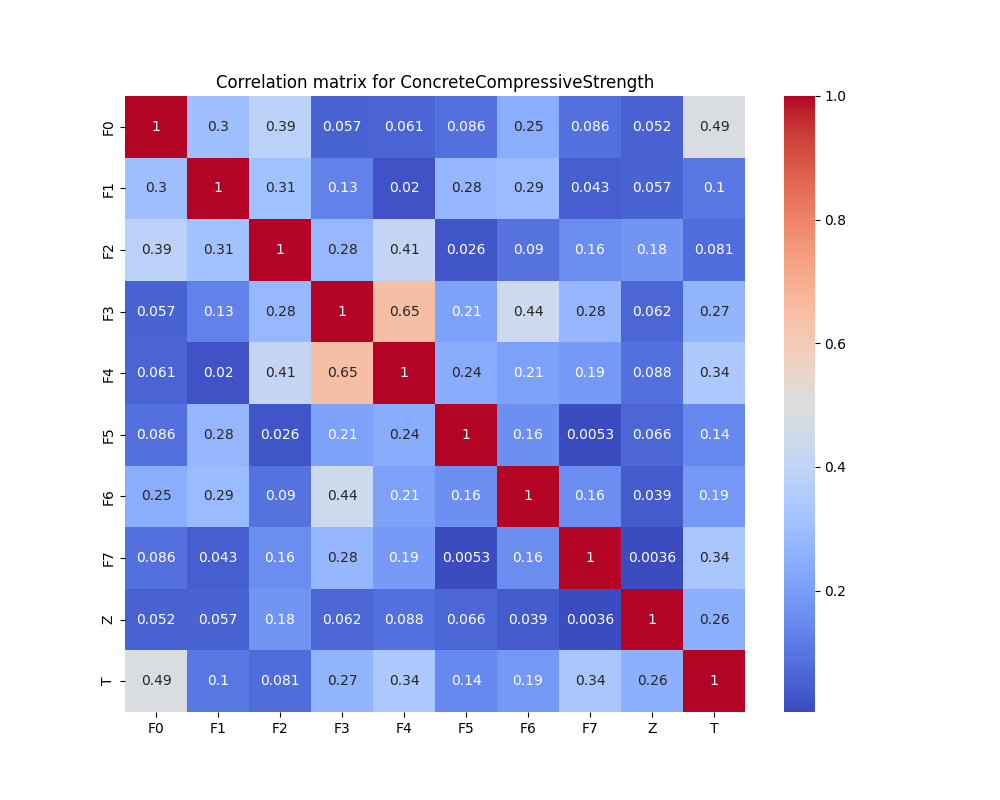 Correlation matrix for ConcreteCompressiveStrength
F0 1 0.3 0.39 0.057 0.061 0.086 0.25 0.086 0.052 0.49
F1 0.3 1 0.31 0.13 0.02 0.28 0.29 0.043 0.057 0.1
F2 0.39 0.31 1 0.28 0.41 0.026 0.09 0.16 0.18 0.081
F3 0.057 0.13 0.28 1 0.65 0.21 0.44 0.28 0.062 0.27
F4 0.061 0.02 0.41 0.65 1 0.24 0.21 0.19 0.088 0.34
F5 0.086 0.28 0.026 0.21 0.24 1 0.16 0.0053 0.066 0.14
F6 0.25 0.29 0.09 0.44 0.21 0.16 1 0.16 0.039 0.19
F7 0.086 0.043 0.16 0.28 0.19 0.0053 0.16 1 0.0036 0.34
Z 0.052 0.057 0.18 0.062 0.088 0.066 0.039 0.0036 1 0.26
T 0.49 0.1 0.081 0.27 0.34 0.14 0.19 0.34 0.26 1
F0 F1 F2 F3 F4 F5 F6 F7 Z T
1.0
0.8
0.6
0.4
0.2